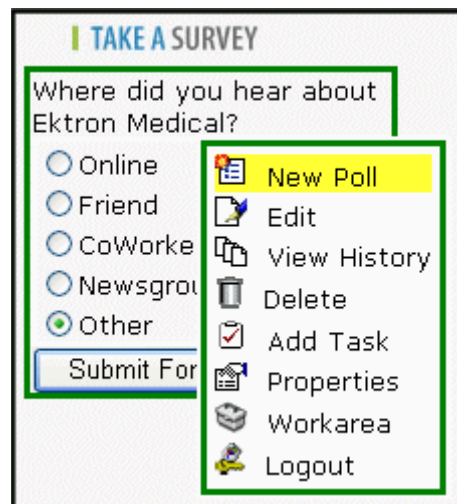 TAKE A SURVEY
Where did you hear about
Ektron Medical?
Online
Friend
CoWorke
Newsgrou
Other
Submit For
New Poll
Edit
View History
Delete
Add Task
Properties
Workarea
Logout